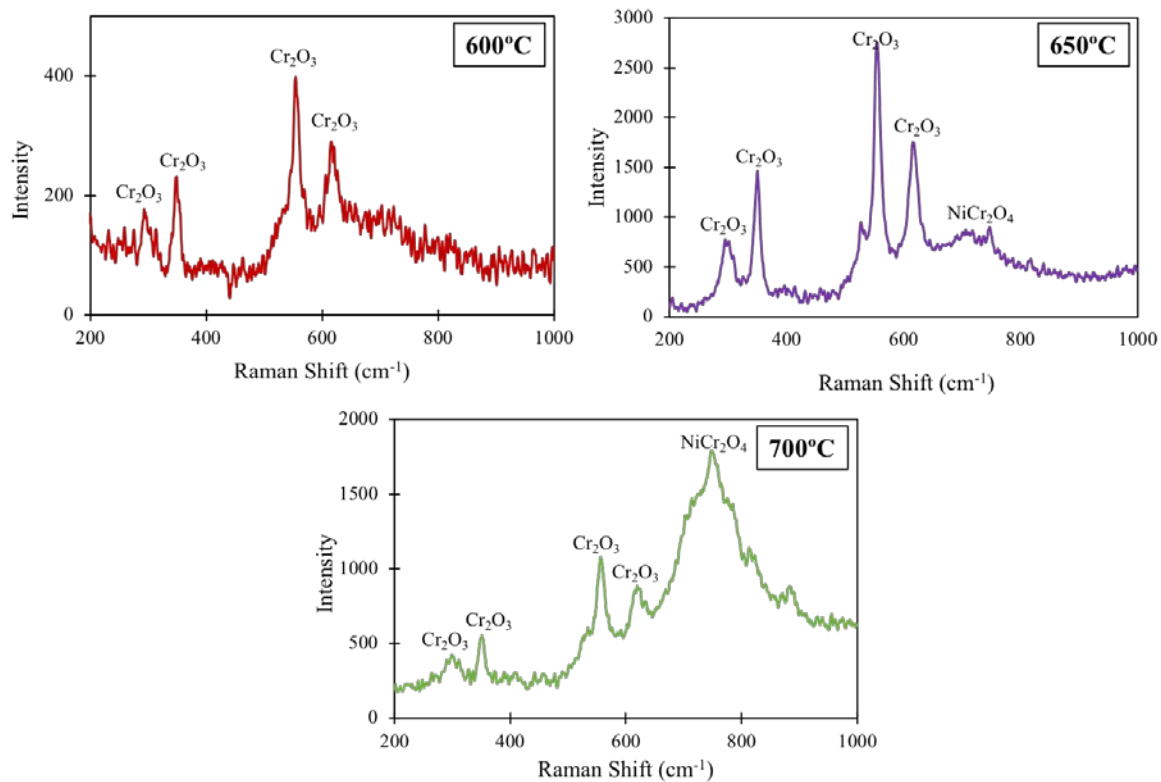 600ºC
Cr₂O₃
Cr₂O₃
Cr₂O₃
Cr₂O₃
400
200
0
Intensity
200
400
600
800
1000
Raman Shift (cm⁻¹)
650ºC
Cr₂O₃
Cr₂O₃
Cr₂O₃
Cr₂O₃
NiCr₂O₄
3000
2500
2000
1500
1000
500
0
Intensity
200
400
600
800
1000
Raman Shift (cm⁻¹)
700ºC
NiCr₂O₄
Cr₂O₃
Cr₂O₃
Cr₂O₃
Cr₂O₃
2000
1500
1000
500
0
Intensity
200
400
600
800
1000
Raman Shift (cm⁻¹)